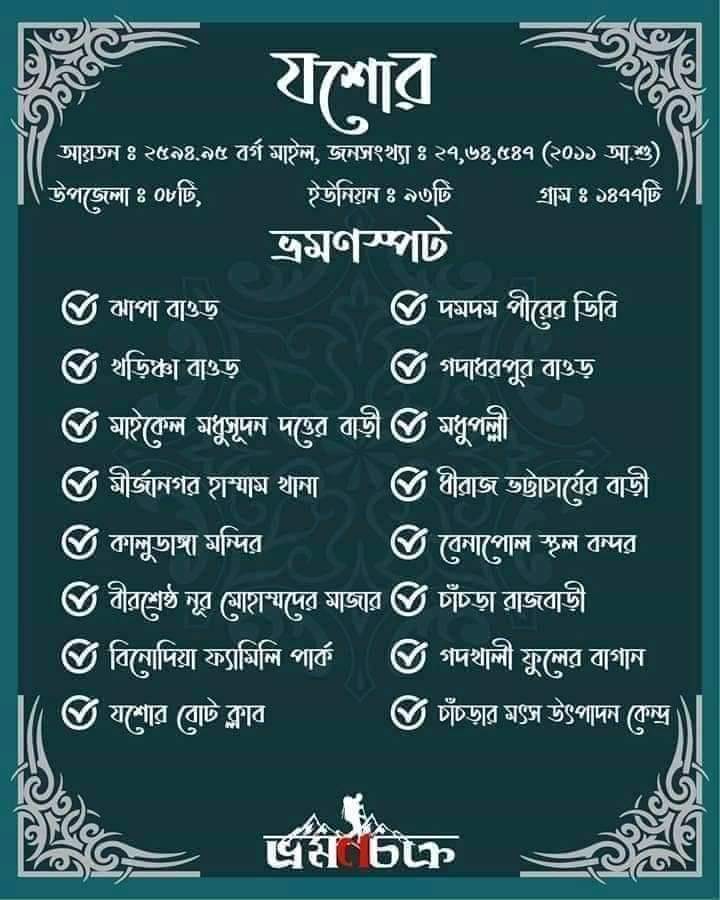 যশোর
আয়তন ঃ ২৫৯৪.৯৫ বর্গ মাইল, জনসংখ্যা ঃ ২৭,৬৪,৫৪৭ (২০১১ আ.শু)
উপজেলা ঃ ০৮টি, ইউনিয়ন ঃ ৯৩টি গ্রাম ঃ ১৪৭৭টি
ভ্রমণস্পট
ঝাপা বাওড় দমদম পীরের ডিবি
খড়িঞ্চা বাওড় গদাধরপুর বাওড়
মাইকেল মধুসূদন দত্তের বাড়ী মধুপল্লী
মীর্জানগর হাম্মাম খানা ধীরাজ ভট্টাচার্যের বাড়ী
কালুডাঙ্গা মন্দির বেনাপোল স্থল বন্দর
বীরশ্রেষ্ঠ নূর মোহাম্মদের মাজার চাঁচড়া রাজবাড়ী
বিনোদিয়া ফ্যামিলি পার্ক গদখালী ফুলের বাগান
যশোর বোট ক্লাব চাঁচড়ার মৎস উৎপাদন কেন্দ্র
ভ্রমণচক্র